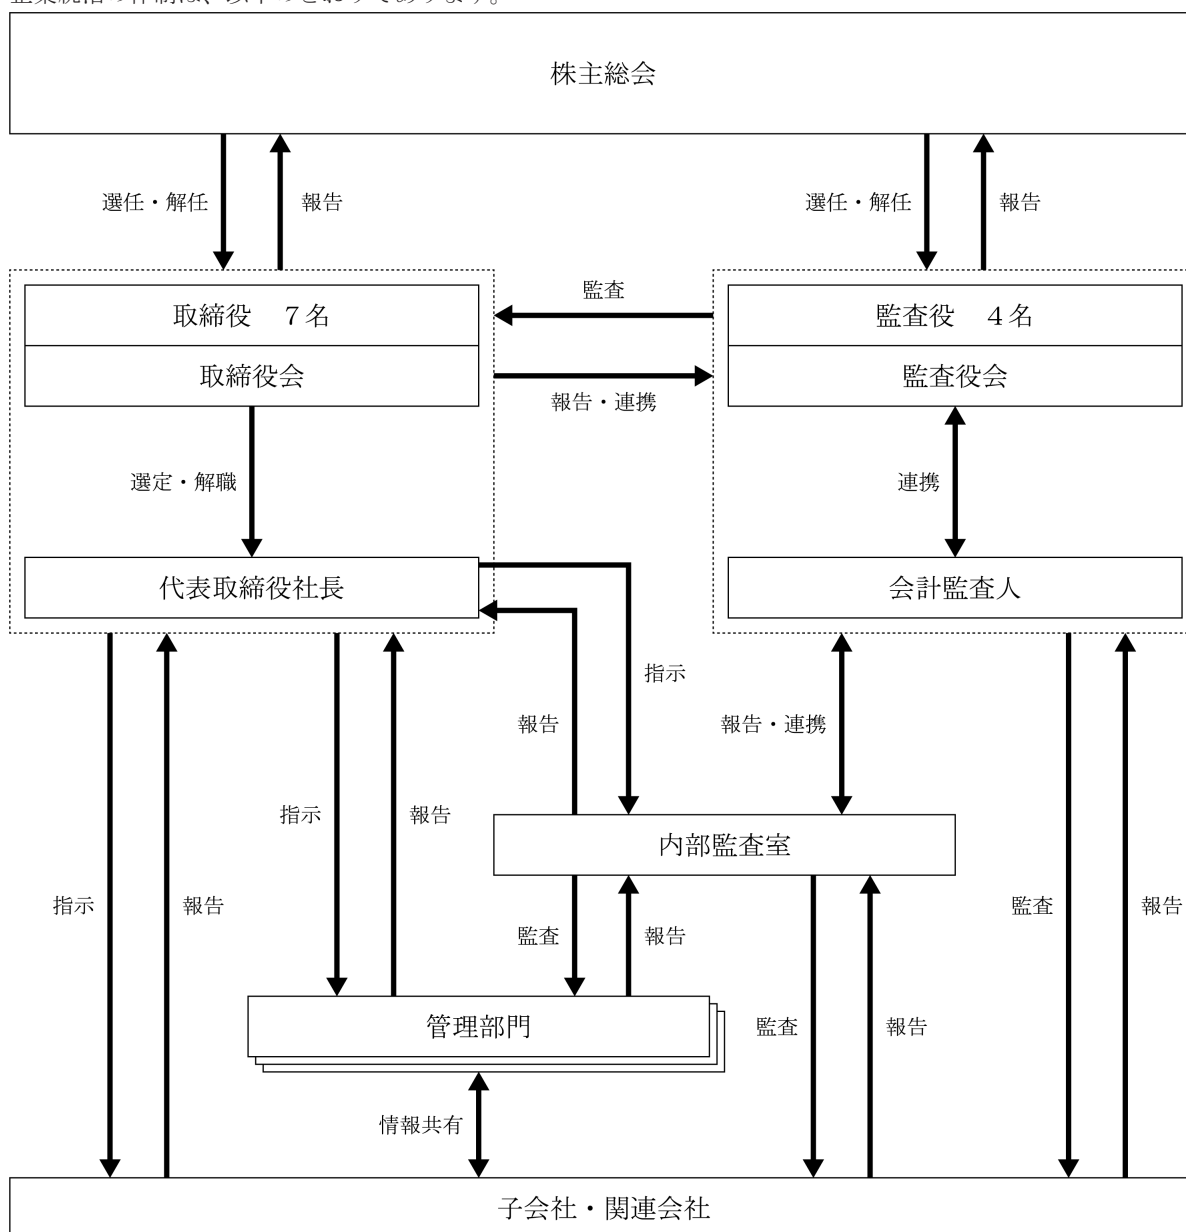 株主総会
選任・解任
報告
選任・解任
報告
取締役　７名
監査
監査役　４名
取締役会
監査役会
報告・連携
選定・解職
連携
代表取締役社長
会計監査人
指示
報告
報告・連携
指示
報告
内部監査室
指示
報告
監査
報告
監査
報告
管理部門
監査
報告
情報共有
子会社・関連会社